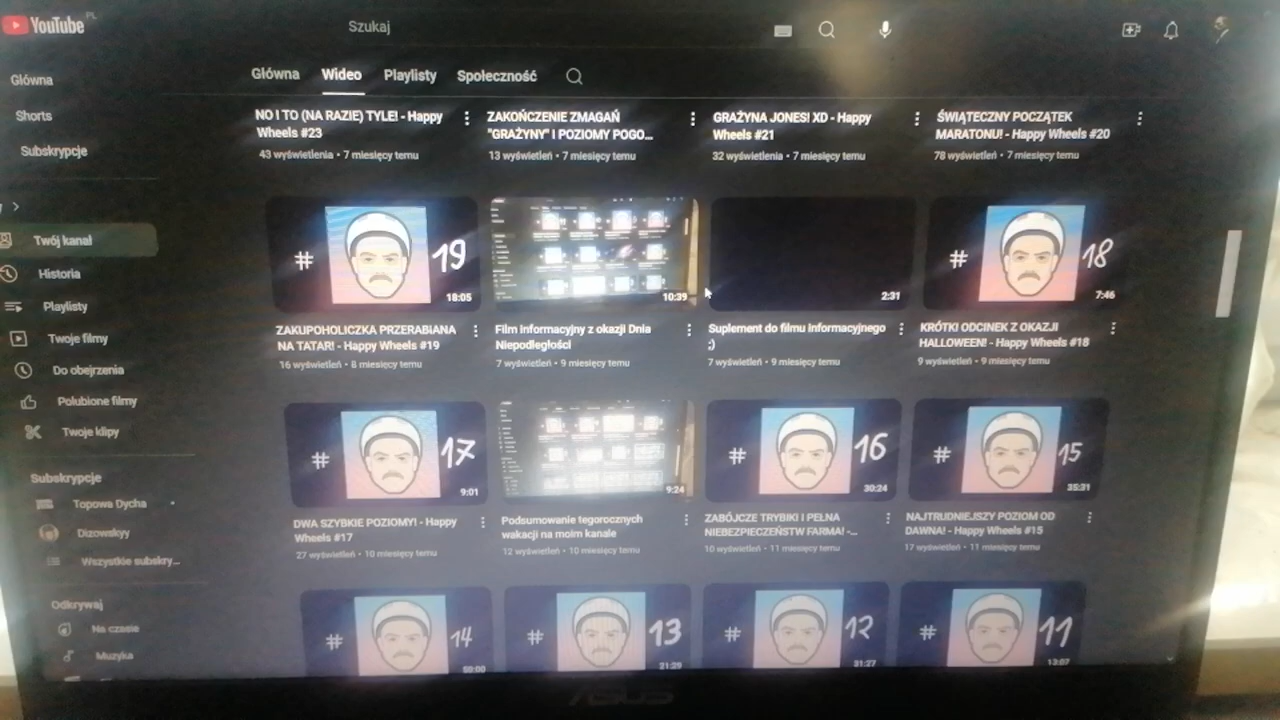 YouTube PL
Szukaj
Główna
Shorts
Subskrypcje
Twój kanał
Historia
Playlisty
Twoje filmy
Do obejrzenia
Polubione filmy
Twoje klipy
Subskrypcje
Topowa Dycha
Dizowskyy
Wszystkie subskry...
Odkrywaj
Na czasie
Muzyka
Główna Wideo Playlisty Społeczność
NO I TO (NA RAZIE) TYLE! - Happy
Wheels #23
43 wyświetlenia • 7 miesięcy temu
ZAKOŃCZENIE ZMAGAŃ
"GRAŻYNY" I POZIOMY POGO...
13 wyświetleń • 7 miesięcy temu
GRAŻYNA JONES! XD - Happy
Wheels #21
32 wyświetlenia • 7 miesięcy temu
ŚWIĄTECZNY POCZĄTEK
MARATONU! - Happy Wheels #20
78 wyświetleń • 7 miesięcy temu
# 19
18:05
ZAKUPOHOLICZKA PRZERABIANA
NA TATAR! - Happy Wheels #19
16 wyświetleń • 8 miesięcy temu
10:39
Film informacyjny z okazji Dnia
Niepodległości
7 wyświetleń • 9 miesięcy temu
2:31
Suplement do filmu informacyjnego
;)
7 wyświetleń • 9 miesięcy temu
# 18
7:46
KRÓTKI ODCINEK Z OKAZJI
HALLOWEEN! - Happy Wheels #18
9 wyświetleń • 9 miesięcy temu
# 17
9:01
DWA SZYBKIE POZIOMY! - Happy
Wheels #17
27 wyświetleń • 10 miesięcy temu
9:24
Podsumowanie tegorocznych
wakacji na moim kanale
12 wyświetleń • 10 miesięcy temu
# 16
30:24
ZABÓJCZE TRYBIKI I PEŁNA
NIEBEZPIECZEŃSTW FARMA! -...
10 wyświetleń • 11 miesięcy temu
# 15
35:31
NAJTRUDNIEJSZY POZIOM OD
DAWNA! - Happy Wheels #15
17 wyświetleń • 11 miesięcy temu
# 14
# 13
21:29
# 12
31:27
# 11
13:07
ASUS